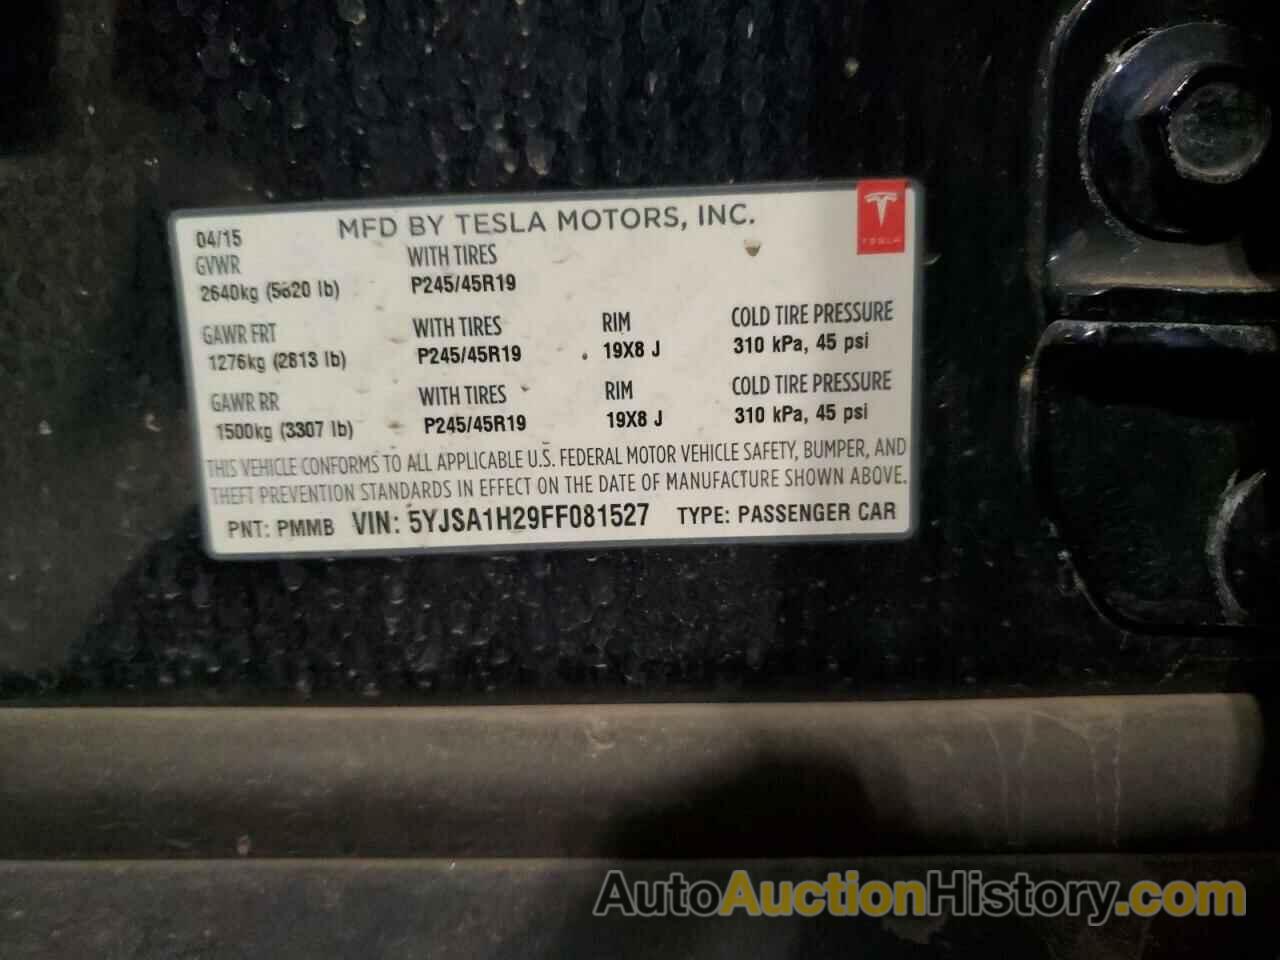 MFD BY TESLA MOTORS, INC.
TESLA
04/15
GVWR WITH TIRES
2640kg (5820 lb) P245/45R19
GAWR FRT WITH TIRES RIM COLD TIRE PRESSURE
1276kg (2813 lb) P245/45R19 19X8 J 310 kPa, 45 psi
GAWR RR WITH TIRES RIM COLD TIRE PRESSURE
1500kg (3307 lb) P245/45R19 19X8 J 310 kPa, 45 psi
THIS VEHICLE CONFORMS TO ALL APPLICABLE U.S. FEDERAL MOTOR VEHICLE SAFETY, BUMPER, AND
THEFT PREVENTION STANDARDS IN EFFECT ON THE DATE OF MANUFACTURE SHOWN ABOVE.
PNT: PMMB VIN: 5YJSA1H29FF081527 TYPE: PASSENGER CAR
AutoAuctionHistory.com